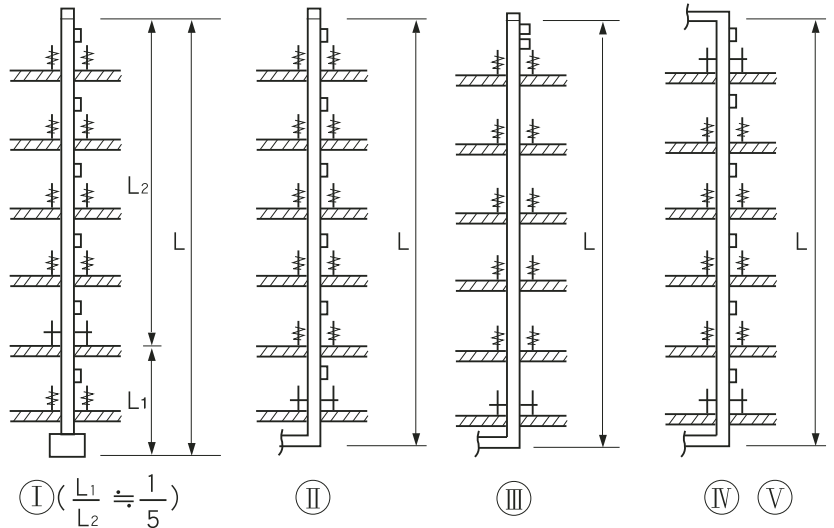 L₂
L
L₁
L
L
L
Ⅰ ( L₁/L₂ ≒ 1/5 )
Ⅱ
Ⅲ
Ⅳ Ⅴ